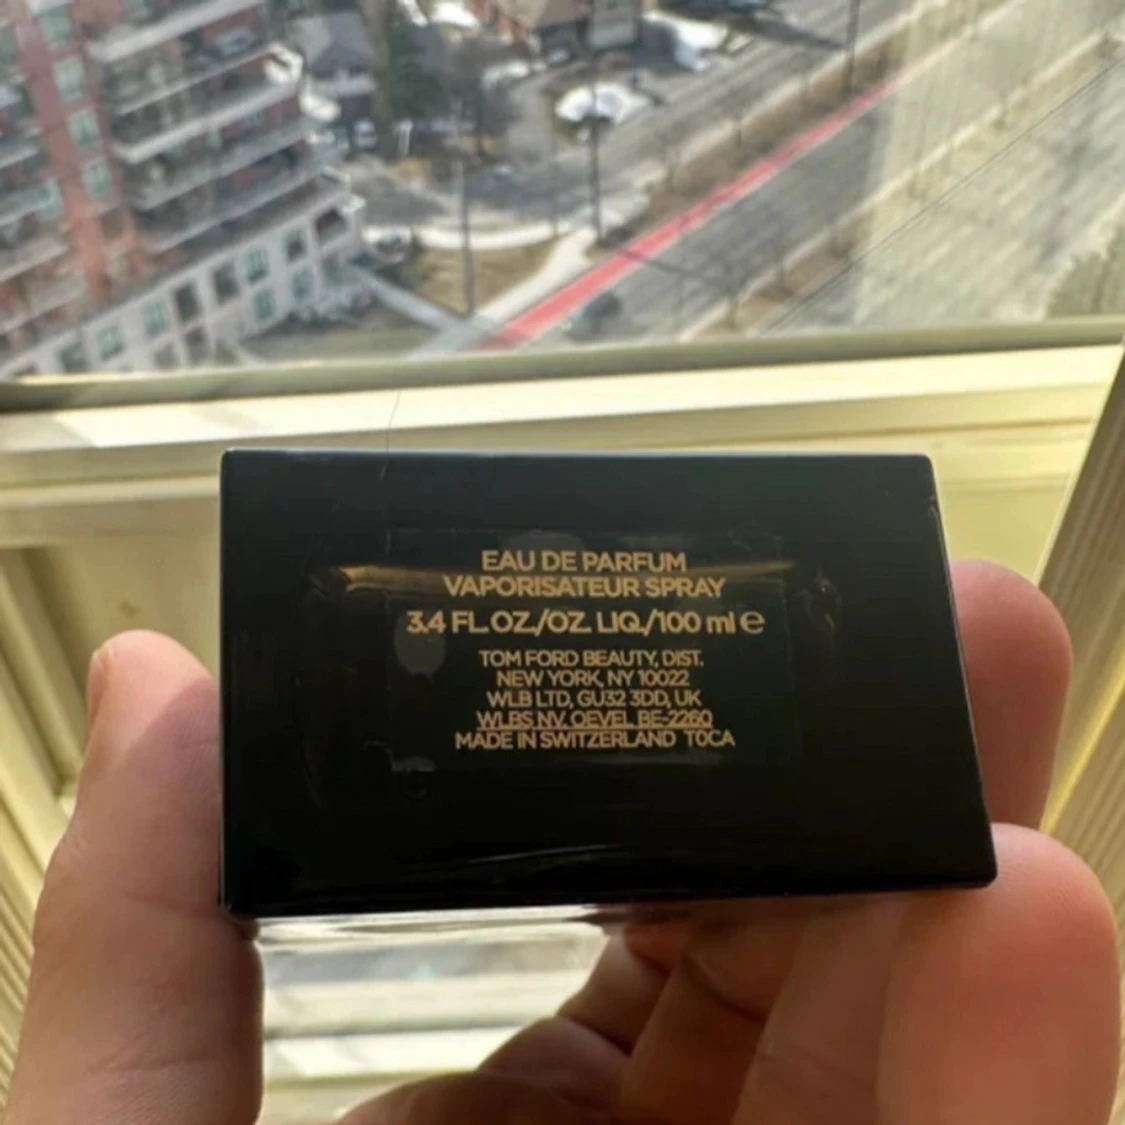 EAU DE PARFUM
VAPORISATEUR SPRAY
3.4 FL.OZ./OZ. LIQ./100 ml ℮
TOM FORD BEAUTY, DIST.
NEW YORK, NY 10022
WLB LTD, GU32 3DD, UK
WLBS NV. OEVEL BE-2260
MADE IN SWITZERLAND T0CA